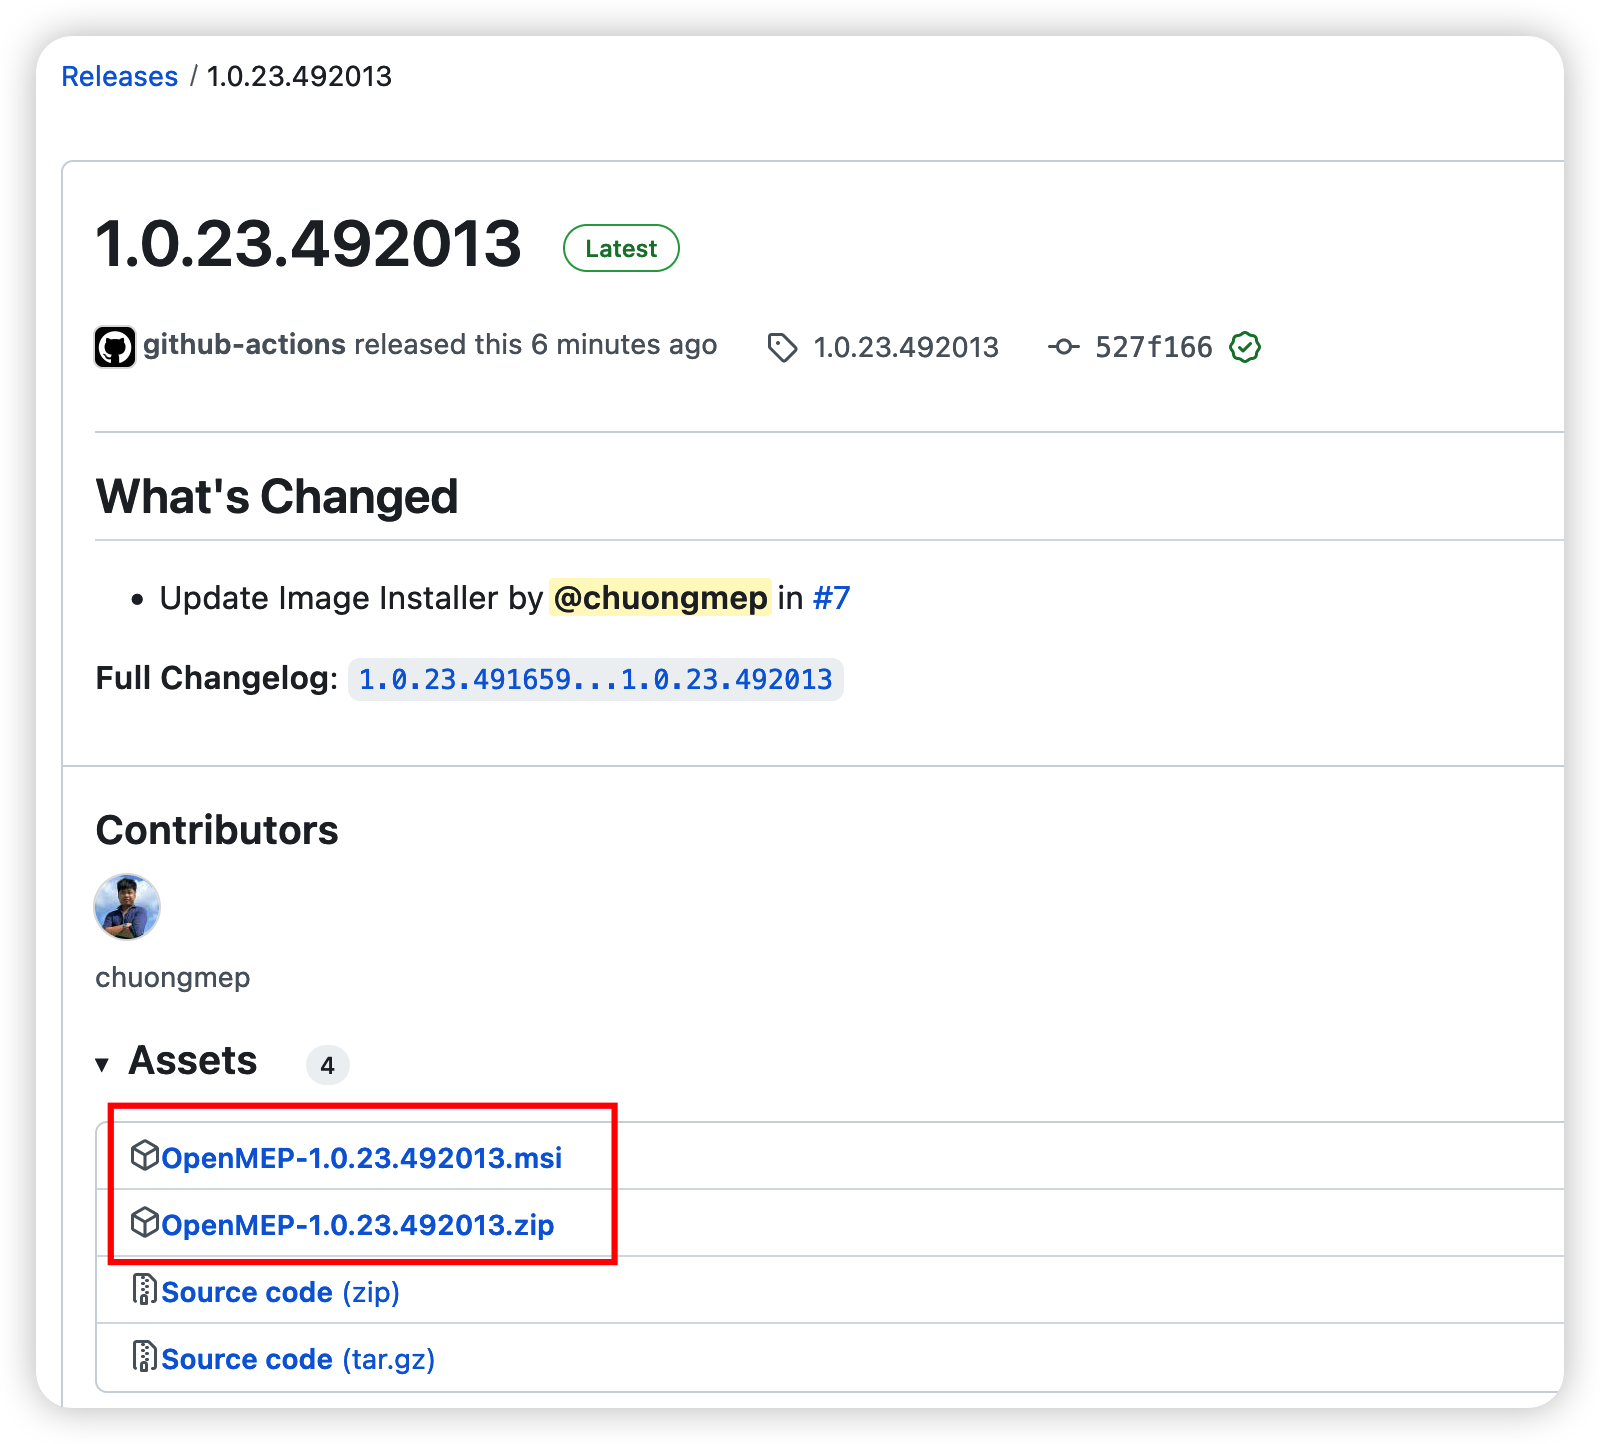 Releases / 1.0.23.492013
1.0.23.492013 Latest
github-actions released this 6 minutes ago 1.0.23.492013 527f166
What's Changed
• Update Image Installer by @chuongmep in #7
Full Changelog: 1.0.23.491659...1.0.23.492013
Contributors
chuongmep
▾ Assets 4
OpenMEP-1.0.23.492013.msi
OpenMEP-1.0.23.492013.zip
Source code (zip)
Source code (tar.gz)